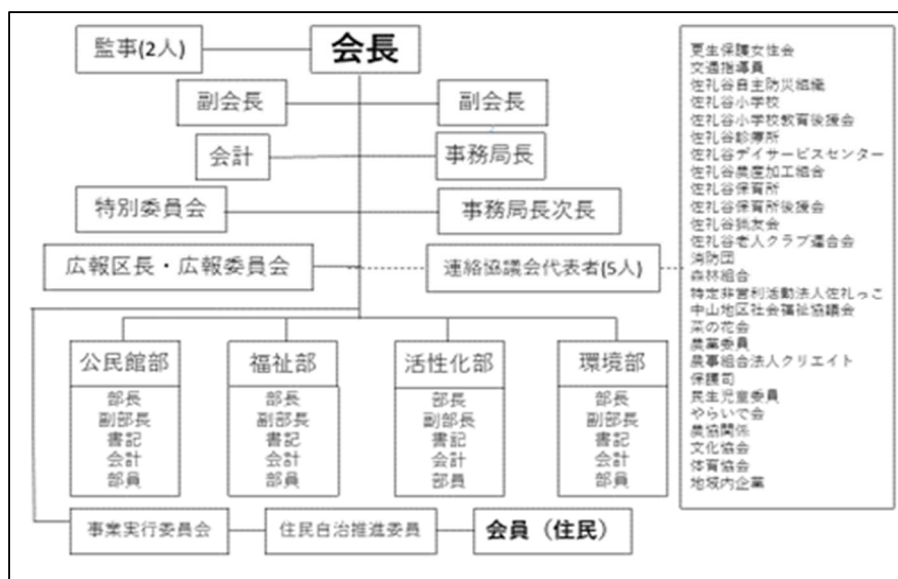 監事(2人)
会長
副会長
副会長
会計
事務局長
特別委員会
事務局長次長
広報区長・広報委員会
連絡協議会代表者(5人)
更生保護女性会
交通指導員
佐礼谷自主防災組織
佐礼谷小学校
佐礼谷小学校教育後援会
佐礼谷診療所
佐礼谷デイサービスセンター
佐礼谷農産加工組合
佐礼谷保育所
佐礼谷保育所後援会
佐礼谷猟友会
佐礼谷老人クラブ連合会
消防団
森林組合
特定非営利活動法人佐礼っこ
中山地区社会福祉協議会
菜の花会
農業委員
農事組合法人クリエイト
保護司
民生児童委員
やらいで会
農協関係
文化協会
体育協会
地域内企業
公民館部
部長
副部長
書記
会計
部員
福祉部
部長
副部長
書記
会計
部員
活性化部
部長
副部長
書記
会計
部員
環境部
部長
副部長
書記
会計
部員
事業実行委員会
住民自治推進委員
会員（住民）